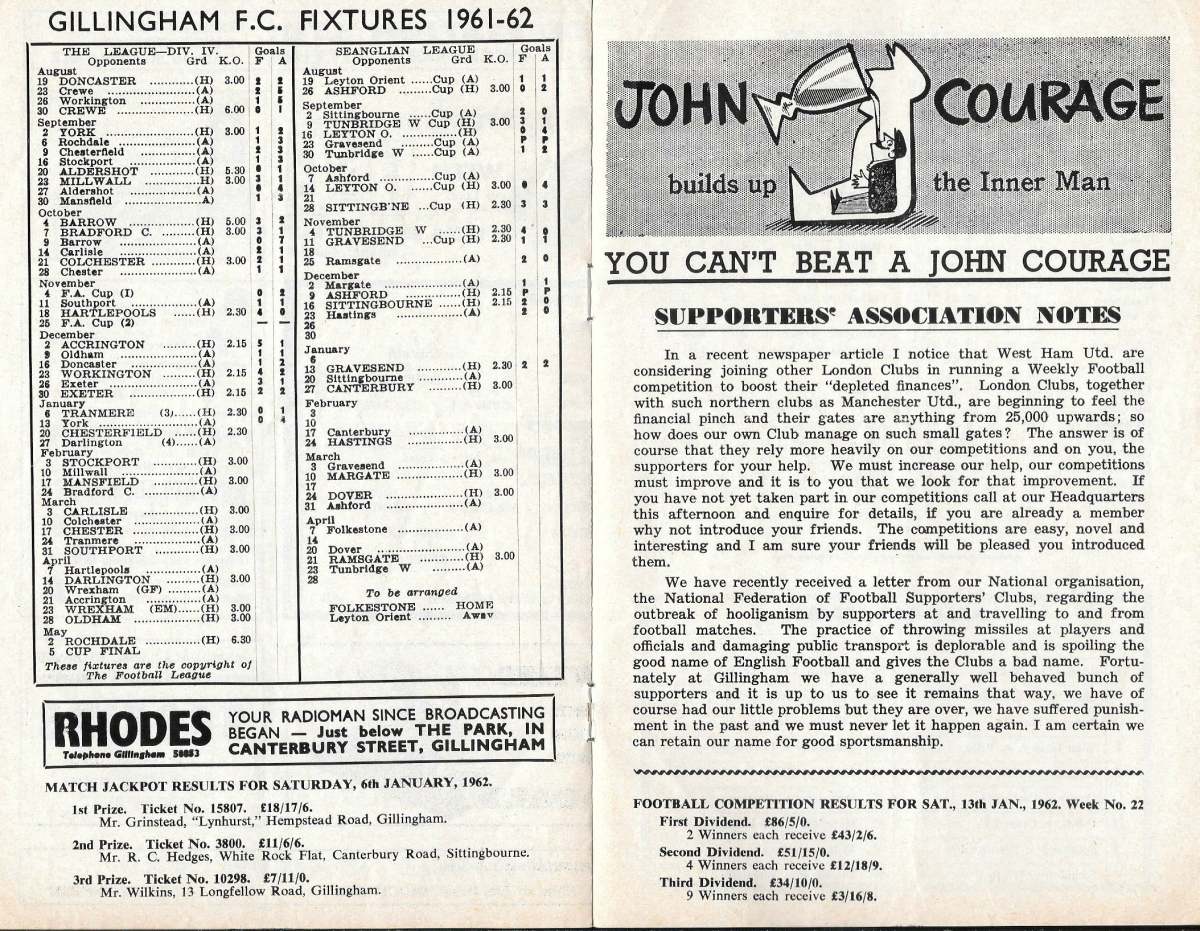 GILLINGHAM F.C. FIXTURES 1961-62
THE LEAGUE—DIV. IV. Goals
Opponents Grd K.O. F A
August
19 DONCASTER (H) 3.00 2 2
23 Crewe (A) 2 5
26 Workington (A) 1 5
30 CREWE (H) 6.00 0 1
September
2 YORK (H) 3.00 1 2
6 Rochdale (A) 1 3
9 Chesterfield (A) 2 3
16 Stockport (A) 1 3
20 ALDERSHOT (H) 5.30 0 1
23 MILLWALL H) 3.00 3 1
27 Aldershot (A) 0 4
30 Mansfield A) 1 3
October
4 BARROW (H) 5.00 3 2
7 BRADFORD C. (H) 3.00 3 1
9 Barrow (A) 0 7
14 Carlisle (A) 2 1
21 COLCHESTER (H) 3.00 2 1
28 Chester (A) 1 1
November
4 F.A. Cup (I) 0 2
11 Southport (A) 1 1
18 HARTLEPOOLS (H) 2.30 4 0
25 F.A. Cup (2) — —
December
2 ACCRINGTON (H) 2.15 5 1
9 Oldham (A) 1 1
16 Doncaster (A) 1 2
23 WORKINGTON (H) 2.15 4 2
26 Exeter (A) 3 1
30 EXETER (H) 2.15 2 2
January
6 TRANMERE (3) (H) 2.30 0 1
13 York (A) 0 4
20 CHESTERFIELD (H) 2.30
27 Darlington (4) (A)
February
3 STOCKPORT (H) 3.00
10 Millwall (A)
17 MANSFIELD (H) 3.00
24 Bradford C. (A)
March
3 CARLISLE (H) 3.00
10 Colchester (A)
17 CHESTER (H) 3.00
24 Tranmere (A)
31 SOUTHPORT (H) 3.00
April
7 Hartlepools (A)
14 DARLINGTON (H) 3.00
20 Wrexham (GF) (A)
21 Accrington (A)
23 WREXHAM (EM) (H) 3.00
28 OLDHAM (H) 3.00
May
2 ROCHDALE (H) 6.30
5 CUP FINAL
These fixtures are the copyright of
The Football League
SEANGLIAN LEAGUE Goals
Opponents Grd K.O. F A
August
19 Leyton Orient Cup (A) 1 1
26 ASHFORD Cup (H) 3.00 0 2
September
2 Sittingbourne Cup (A) 2 0
9 TUNBRIDGE W Cup (H) 3.00 3 1
16 LEYTON O. (H) 0 4
23 Gravesend Cup (A) P P
30 Tunbridge W Cup (A) 1 2
October
7 Ashford Cup (A)
14 LEYTON O. Cup (H) 3.00 0 4
21
28 SITTINGB'NE Cup (H) 2.30 3 3
November
4 TUNBRIDGE W (H) 2.30 4 0
11 GRAVESEND Cup (H) 2.30 1 1
18
25 Ramsgate (A) 2 0
December
2 Margate (A) 1 1
9 ASHFORD (H) 2.15 P P
16 SITTINGBOURNE (H) 2.15 2 0
23 Hastings (A) 2 0
26
30
January
6
13 GRAVESEND (H) 2.30 2 2
20 Sittingbourne (A)
27 CANTERBURY (H) 3.00
February
3
10
17 Canterbury (A)
24 HASTINGS (H) 3.00
March
3 Gravesend (A)
10 MARGATE (H) 3.00
17
24 DOVER (H) 3.00
31 Ashford (A)
April
7 Folkestone (A)
14
20 Dover (A)
21 RAMSGATE (H) 3.00
23 Tunbridge W (A)
28
To be arranged
FOLKESTONE HOME
Leyton Orient Away
RHODES
Telephone Gillingham 50853
YOUR RADIOMAN SINCE BROADCASTING
BEGAN — Just below THE PARK, IN
CANTERBURY STREET, GILLINGHAM
MATCH JACKPOT RESULTS FOR SATURDAY, 6th JANUARY, 1962.
1st Prize. Ticket No. 15807. £18/17/6.
Mr. Grinstead, "Lynhurst," Hempstead Road, Gillingham.
2nd Prize. Ticket No. 3800. £11/6/6.
Mr. R. C. Hedges, White Rock Flat, Canterbury Road, Sittingbourne.
3rd Prize. Ticket No. 10298. £7/11/0.
Mr. Wilkins, 13 Longfellow Road, Gillingham.
JOHN COURAGE
builds up the Inner Man
YOU CAN'T BEAT A JOHN COURAGE
SUPPORTERS' ASSOCIATION NOTES
In a recent newspaper article I notice that West Ham Utd. are
considering joining other London Clubs in running a Weekly Football
competition to boost their "depleted finances". London Clubs, together
with such northern clubs as Manchester Utd., are beginning to feel the
financial pinch and their gates are anything from 25,000 upwards; so
how does our own Club manage on such small gates? The answer is of
course that they rely more heavily on our competitions and on you, the
supporters for your help. We must increase our help, our competitions
must improve and it is to you that we look for that improvement. If
you have not yet taken part in our competitions call at our Headquarters
this afternoon and enquire for details, if you are already a member
why not introduce your friends. The competitions are easy, novel and
interesting and I am sure your friends will be pleased you introduced
them.
We have recently received a letter from our National organisation,
the National Federation of Football Supporters' Clubs, regarding the
outbreak of hooliganism by supporters at and travelling to and from
football matches. The practice of throwing missiles at players and
officials and damaging public transport is deplorable and is spoiling the
good name of English Football and gives the Clubs a bad name. Fortu-
nately at Gillingham we have a generally well behaved bunch of
supporters and it is up to us to see it remains that way, we have of
course had our little problems but they are over, we have suffered punish-
ment in the past and we must never let it happen again. I am certain we
can retain our name for good sportsmanship.
FOOTBALL COMPETITION RESULTS FOR SAT., 13th JAN., 1962. Week No. 22
First Dividend. £86/5/0.
2 Winners each receive £43/2/6.
Second Dividend. £51/15/0.
4 Winners each receive £12/18/9.
Third Dividend. £34/10/0.
9 Winners each receive £3/16/8.